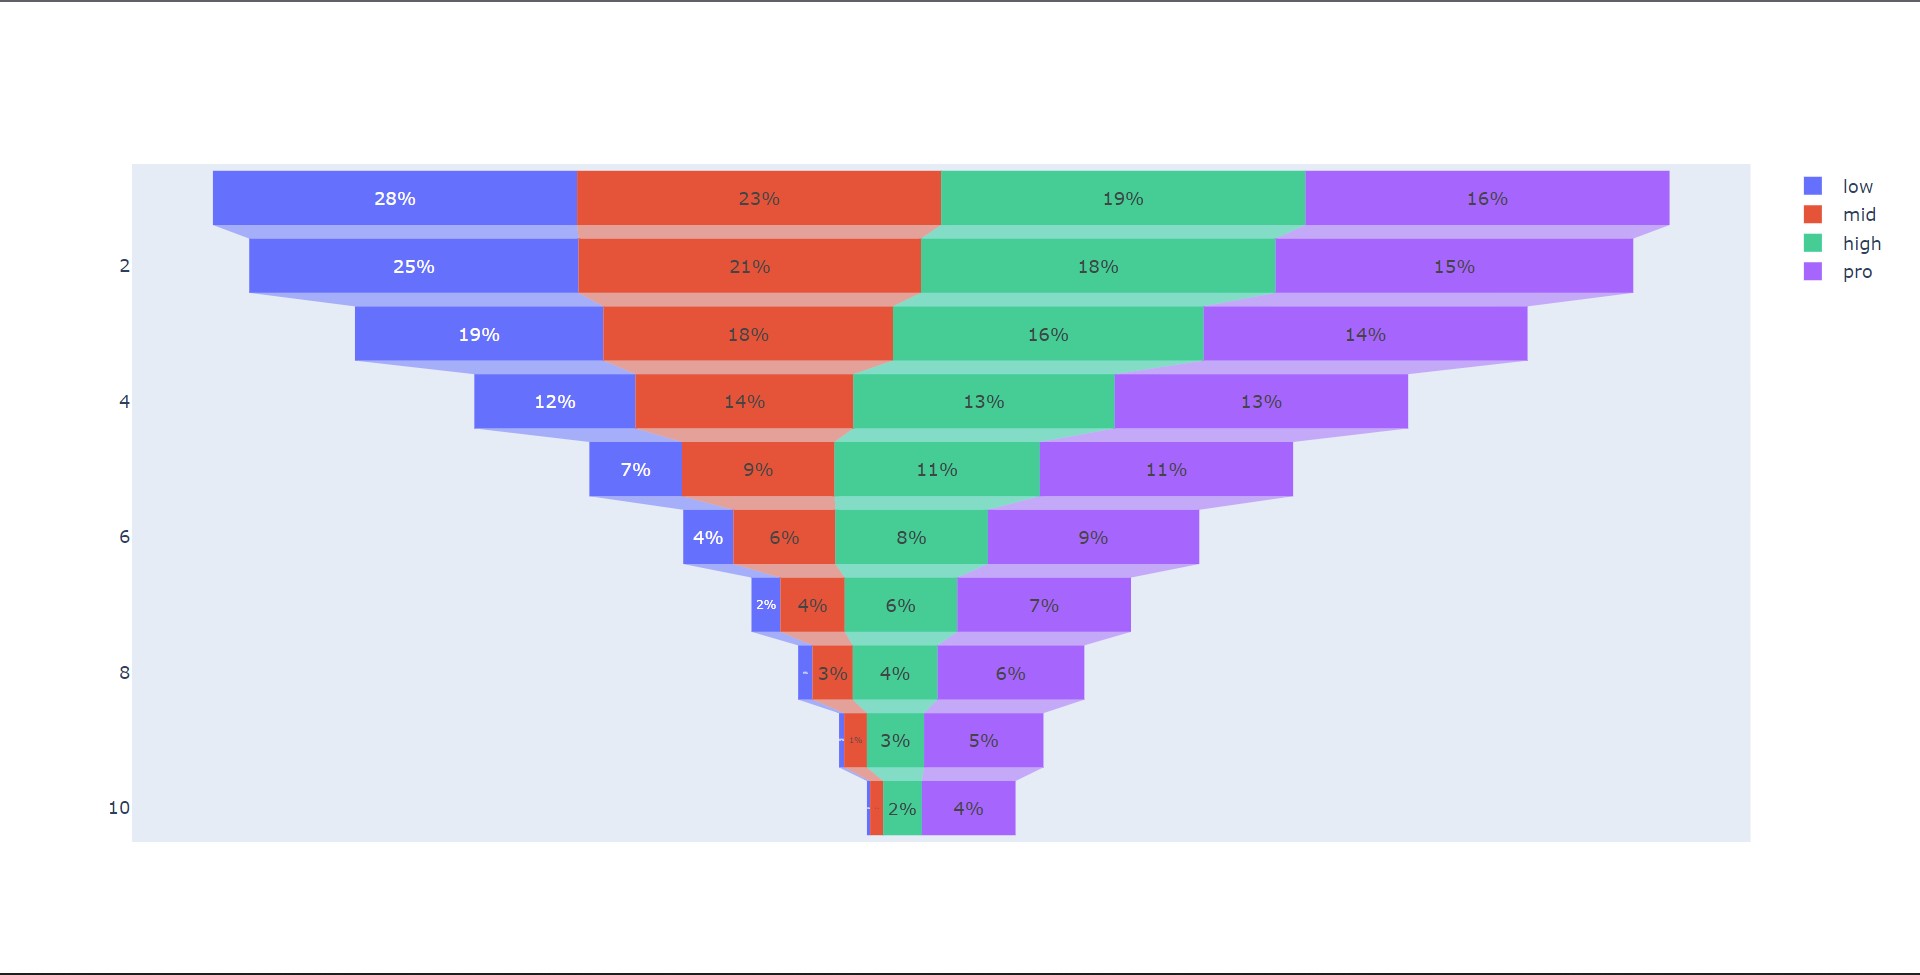 28% 23% 19% 16%
2 25% 21% 18% 15%
19% 18% 16% 14%
4 12% 14% 13% 13%
7% 9% 11% 11%
6 4% 6% 8% 9%
2% 4% 6% 7%
8 3% 4% 6%
1% 3% 5%
10 2% 4%
low
mid
high
pro